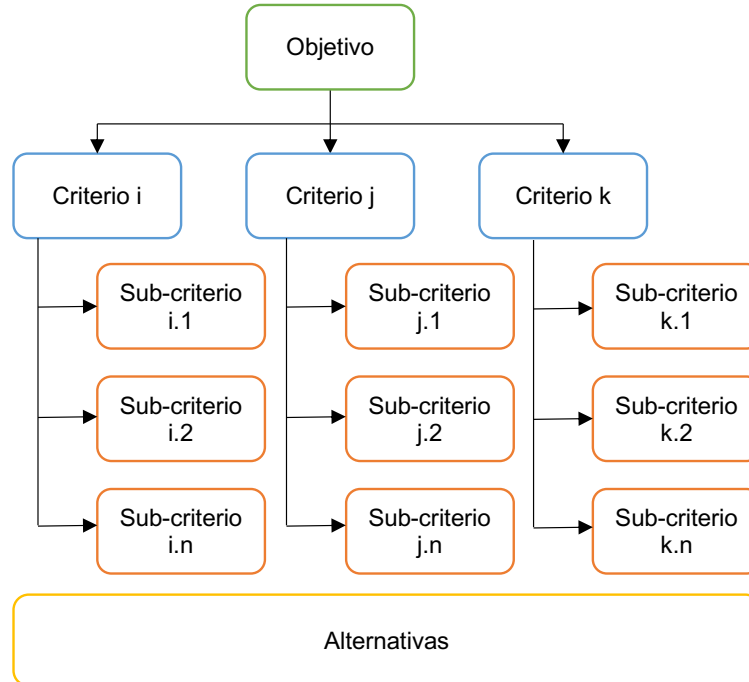 Objetivo
Criterio i
Criterio j
Criterio k
Sub-criterio
i.1
Sub-criterio
j.1
Sub-criterio
k.1
Sub-criterio
i.2
Sub-criterio
j.2
Sub-criterio
k.2
Sub-criterio
i.n
Sub-criterio
j.n
Sub-criterio
k.n
Alternativas